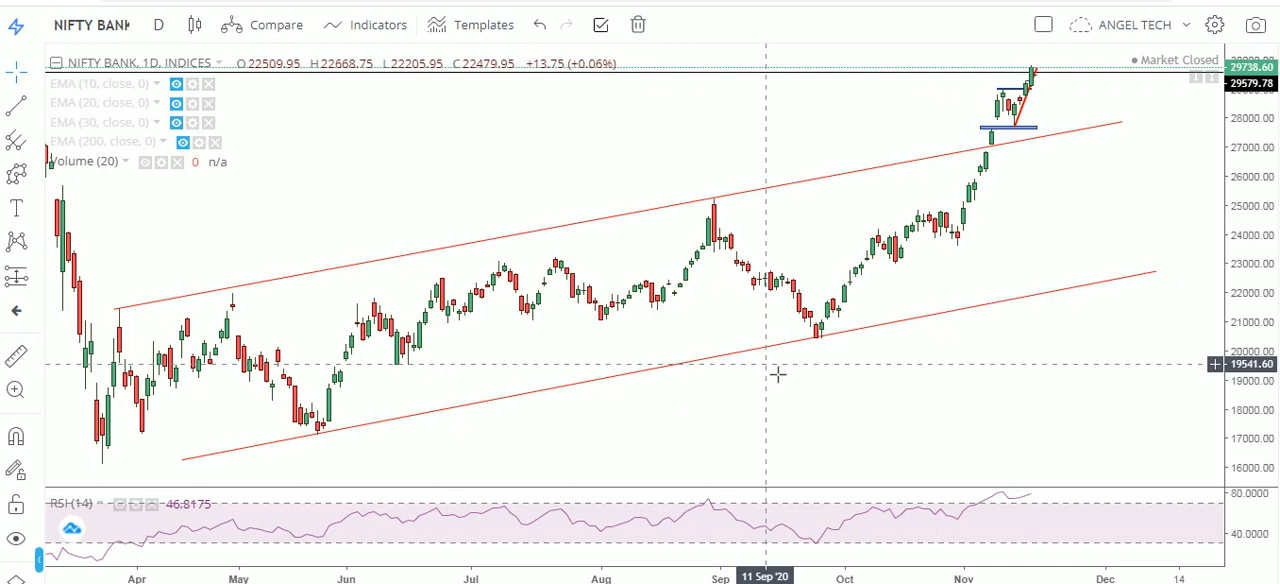 NIFTY BANK D Compare Indicators Templates ANGEL TECH
NIFTY BANK, 1D, INDICES O 22509.95 H 22668.75 L 22205.95 C 22479.95 +13.75 (+0.06%)
Market Closed
EMA (10, close, 0)
EMA (20, close, 0)
EMA (30, close, 0)
EMA (200, close, 0)
Volume (20) 0 n/a
29738.60
29579.78
28000.00
27000.00
26000.00
25000.00
24000.00
23000.00
22000.00
21000.00
20000.00
19541.60
19000.00
18000.00
17000.00
16000.00
RSI (14) 46.8175
80.0000
40.0000
Apr May Jun Jul Aug Sep 11 Sep '20 Oct Nov Dec 14